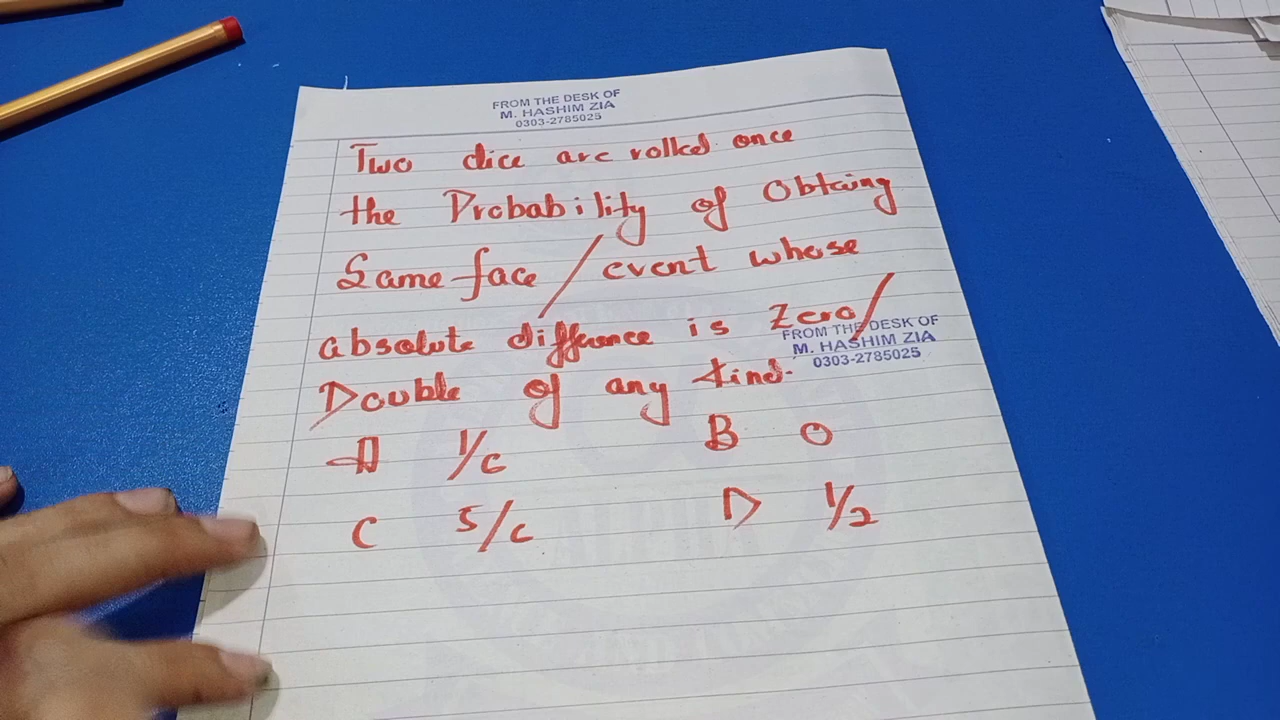 FROM THE DESK OF
M. HASHIM ZIA
0303-2785025
Two dice are rolled once
the Probability of Obtaing
Same face / event whose
absolute difference is Zero/
FROM THE DESK OF
M. HASHIM ZIA
0303-2785025
Double of any kind.
A 1/6 B 0
C 5/6 D 1/2